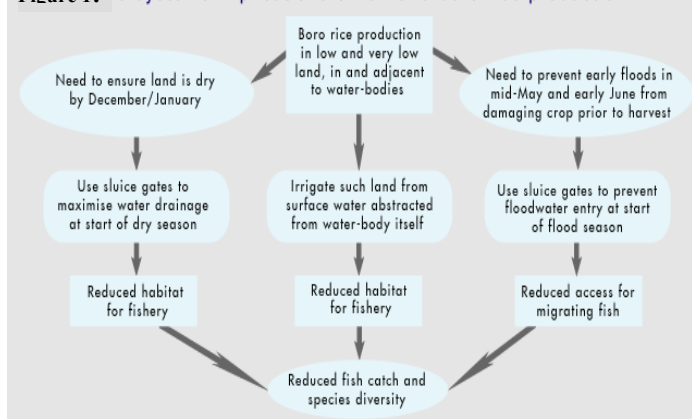 Boro rice production
in low and very low
land, in and adjacent
to water-bodies
Need to ensure land is dry
by December/January
Need to prevent early floods in
mid-May and early June from
damaging crop prior to harvest
Use sluice gates to
maximise water drainage
at start of dry season
Irrigate such land from
surface water abstracted
from water-body itself
Use sluice gates to prevent
floodwater entry at start
of flood season
Reduced habitat
for fishery
Reduced habitat
for fishery
Reduced access for
migrating fish
Reduced fish catch and
species diversity